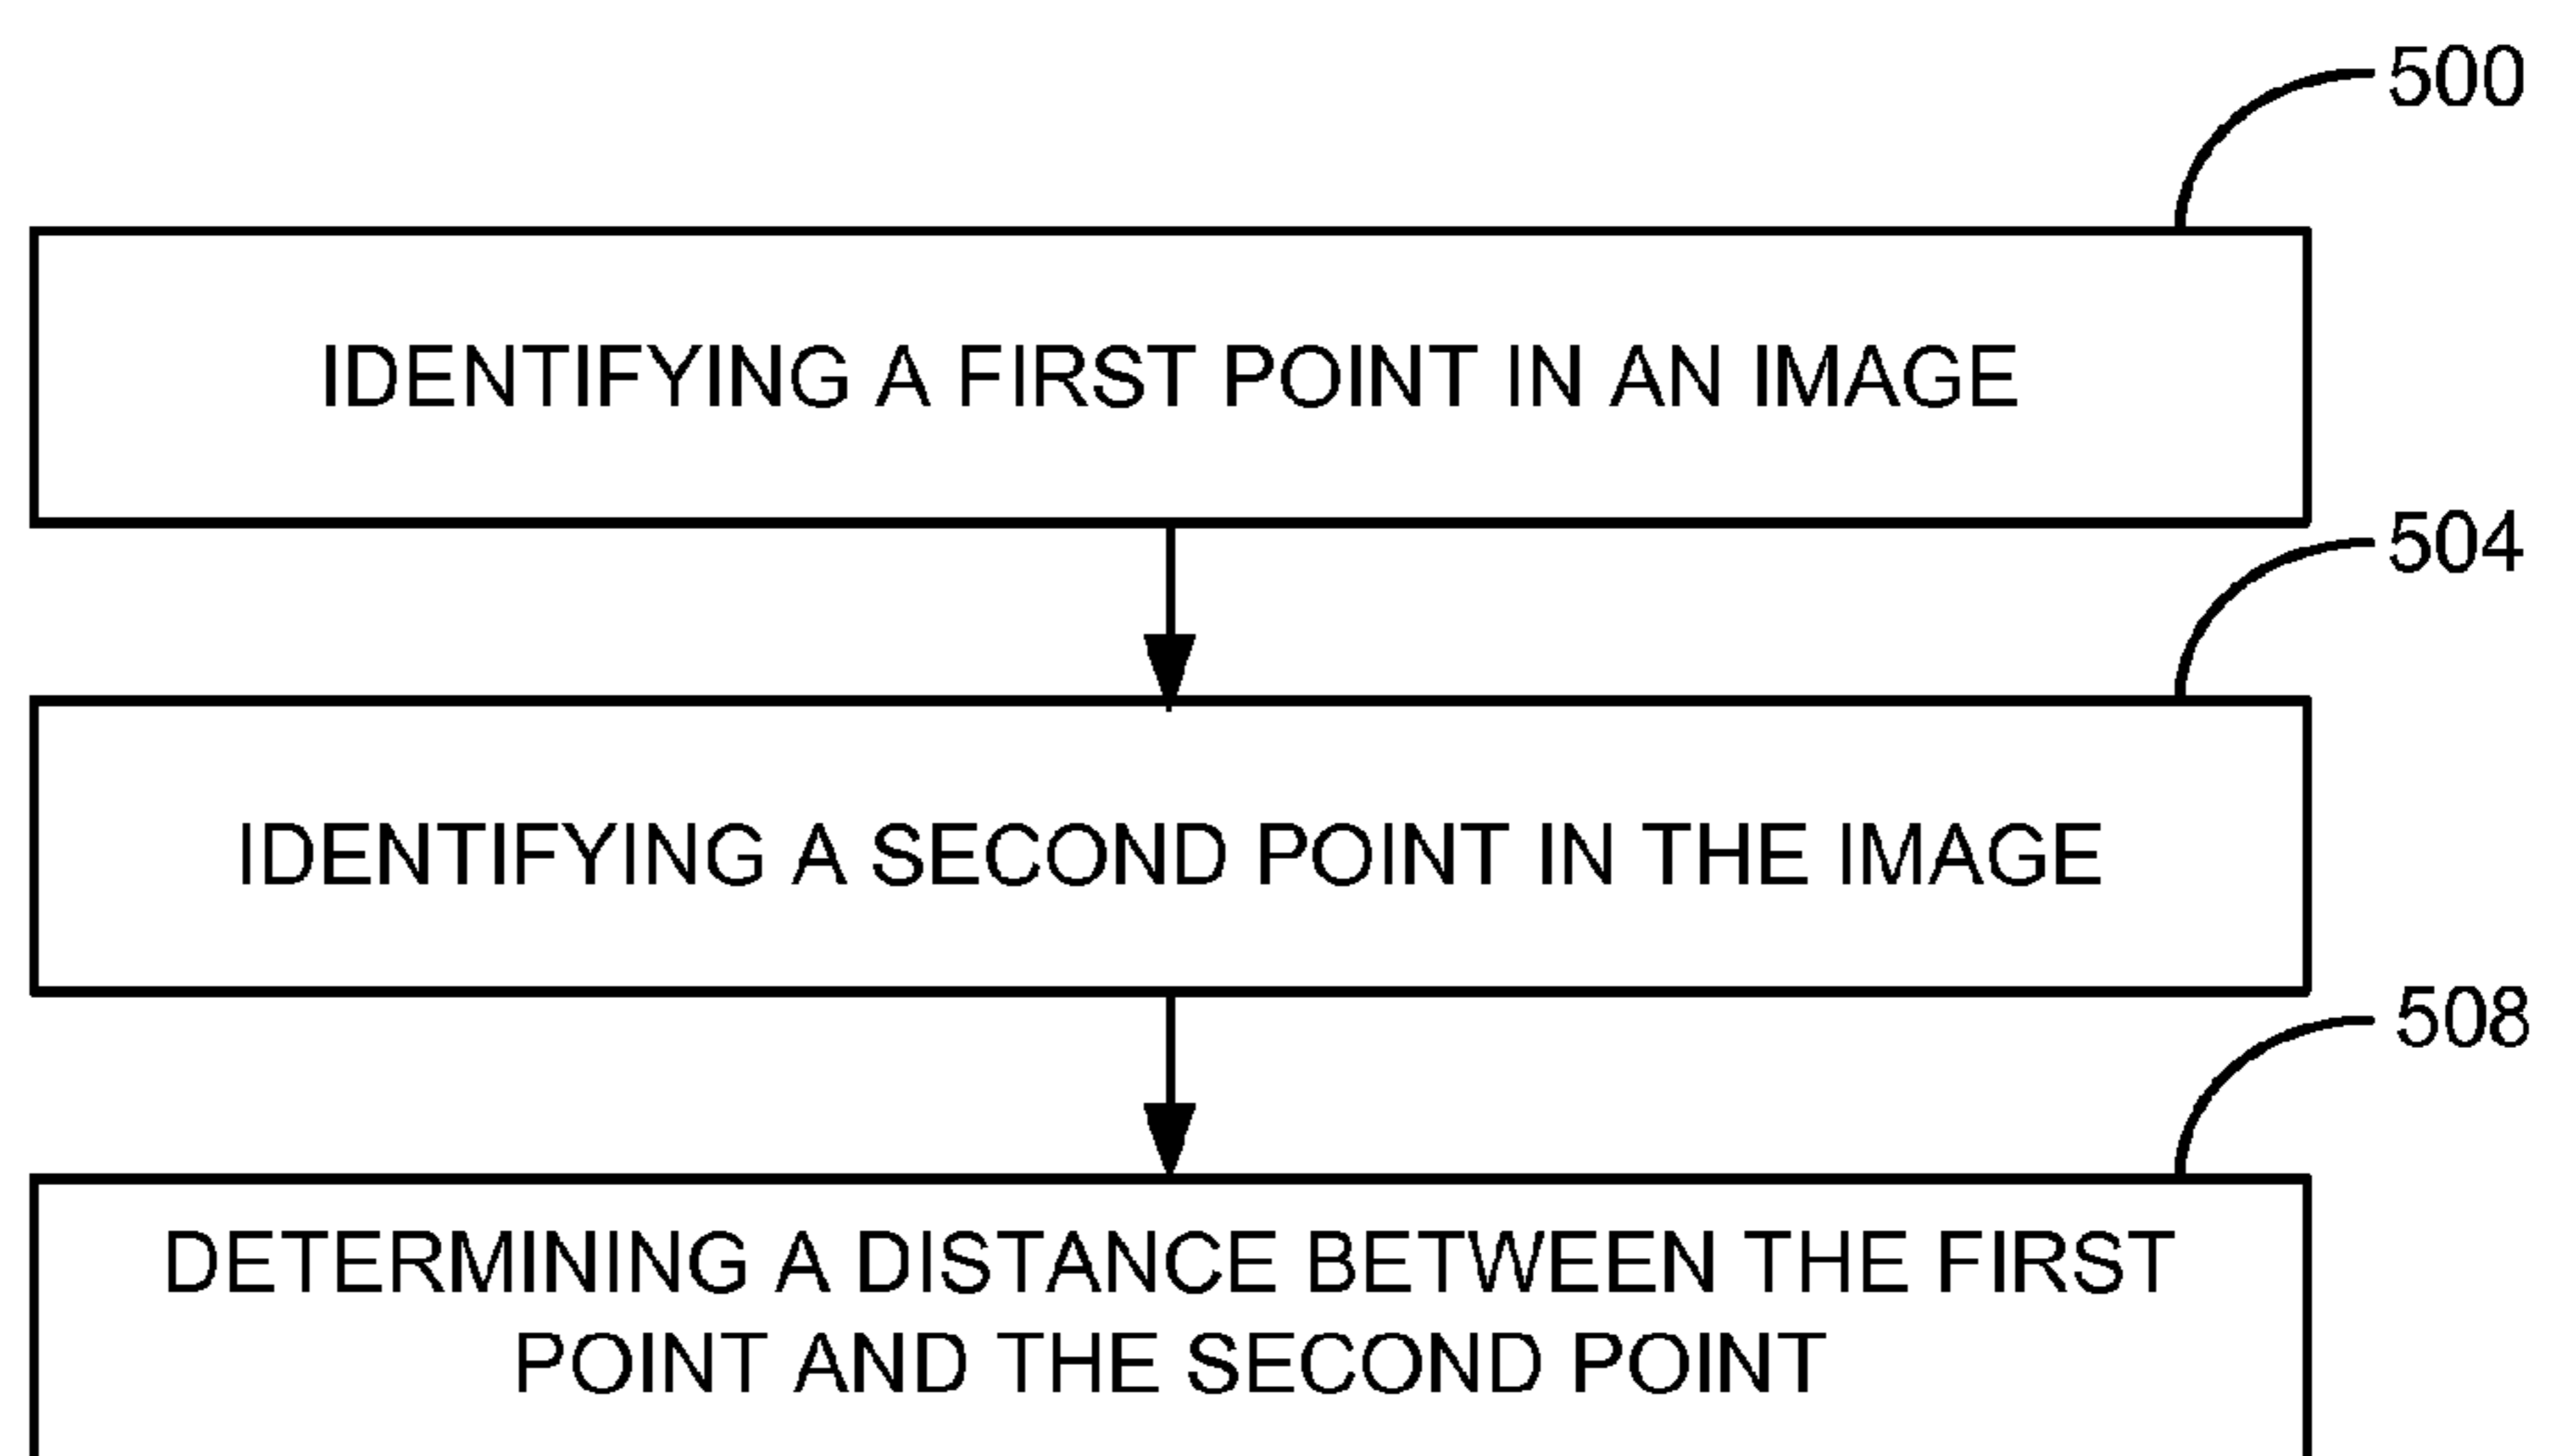 500
IDENTIFYING A FIRST POINT IN AN IMAGE
504
IDENTIFYING A SECOND POINT IN THE IMAGE
508
DETERMINING A DISTANCE BETWEEN THE FIRST
POINT AND THE SECOND POINT